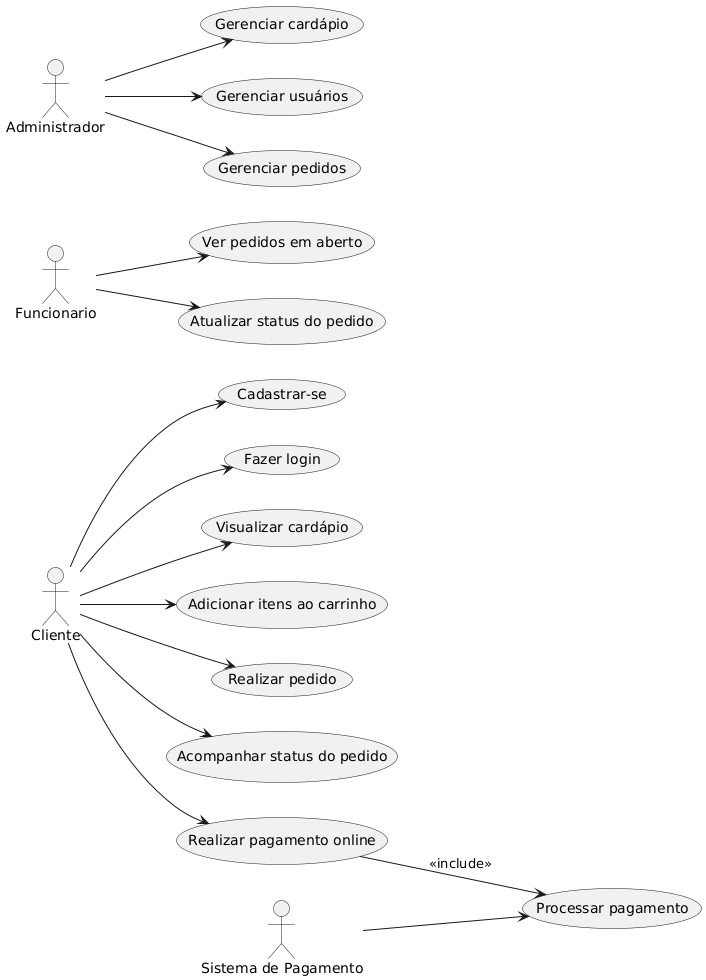 Gerenciar cardápio
Gerenciar usuários
Administrador
Gerenciar pedidos
Ver pedidos em aberto
Funcionario
Atualizar status do pedido
Cadastrar-se
Fazer login
Visualizar cardápio
Adicionar itens ao carrinho
Cliente
Realizar pedido
Acompanhar status do pedido
Realizar pagamento online
«include»
Processar pagamento
Sistema de Pagamento